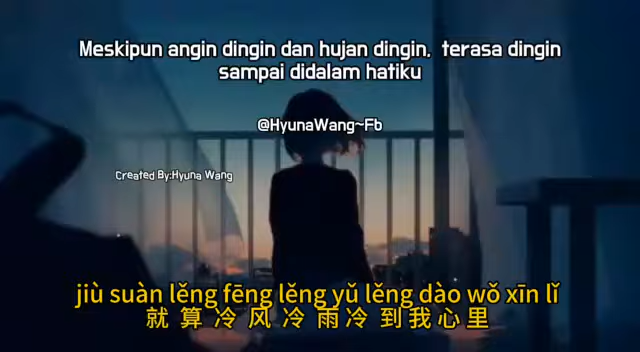 Meskipun angin dingin dan hujan dingin, terasa dingin
sampai didalam hatiku
@HyunaWang~Fb
Created By:Hyuna Wang
jiù suàn lěng fēng lěng yǔ lěng dào wǒ xīn lǐ
就算冷风冷雨冷到我心里